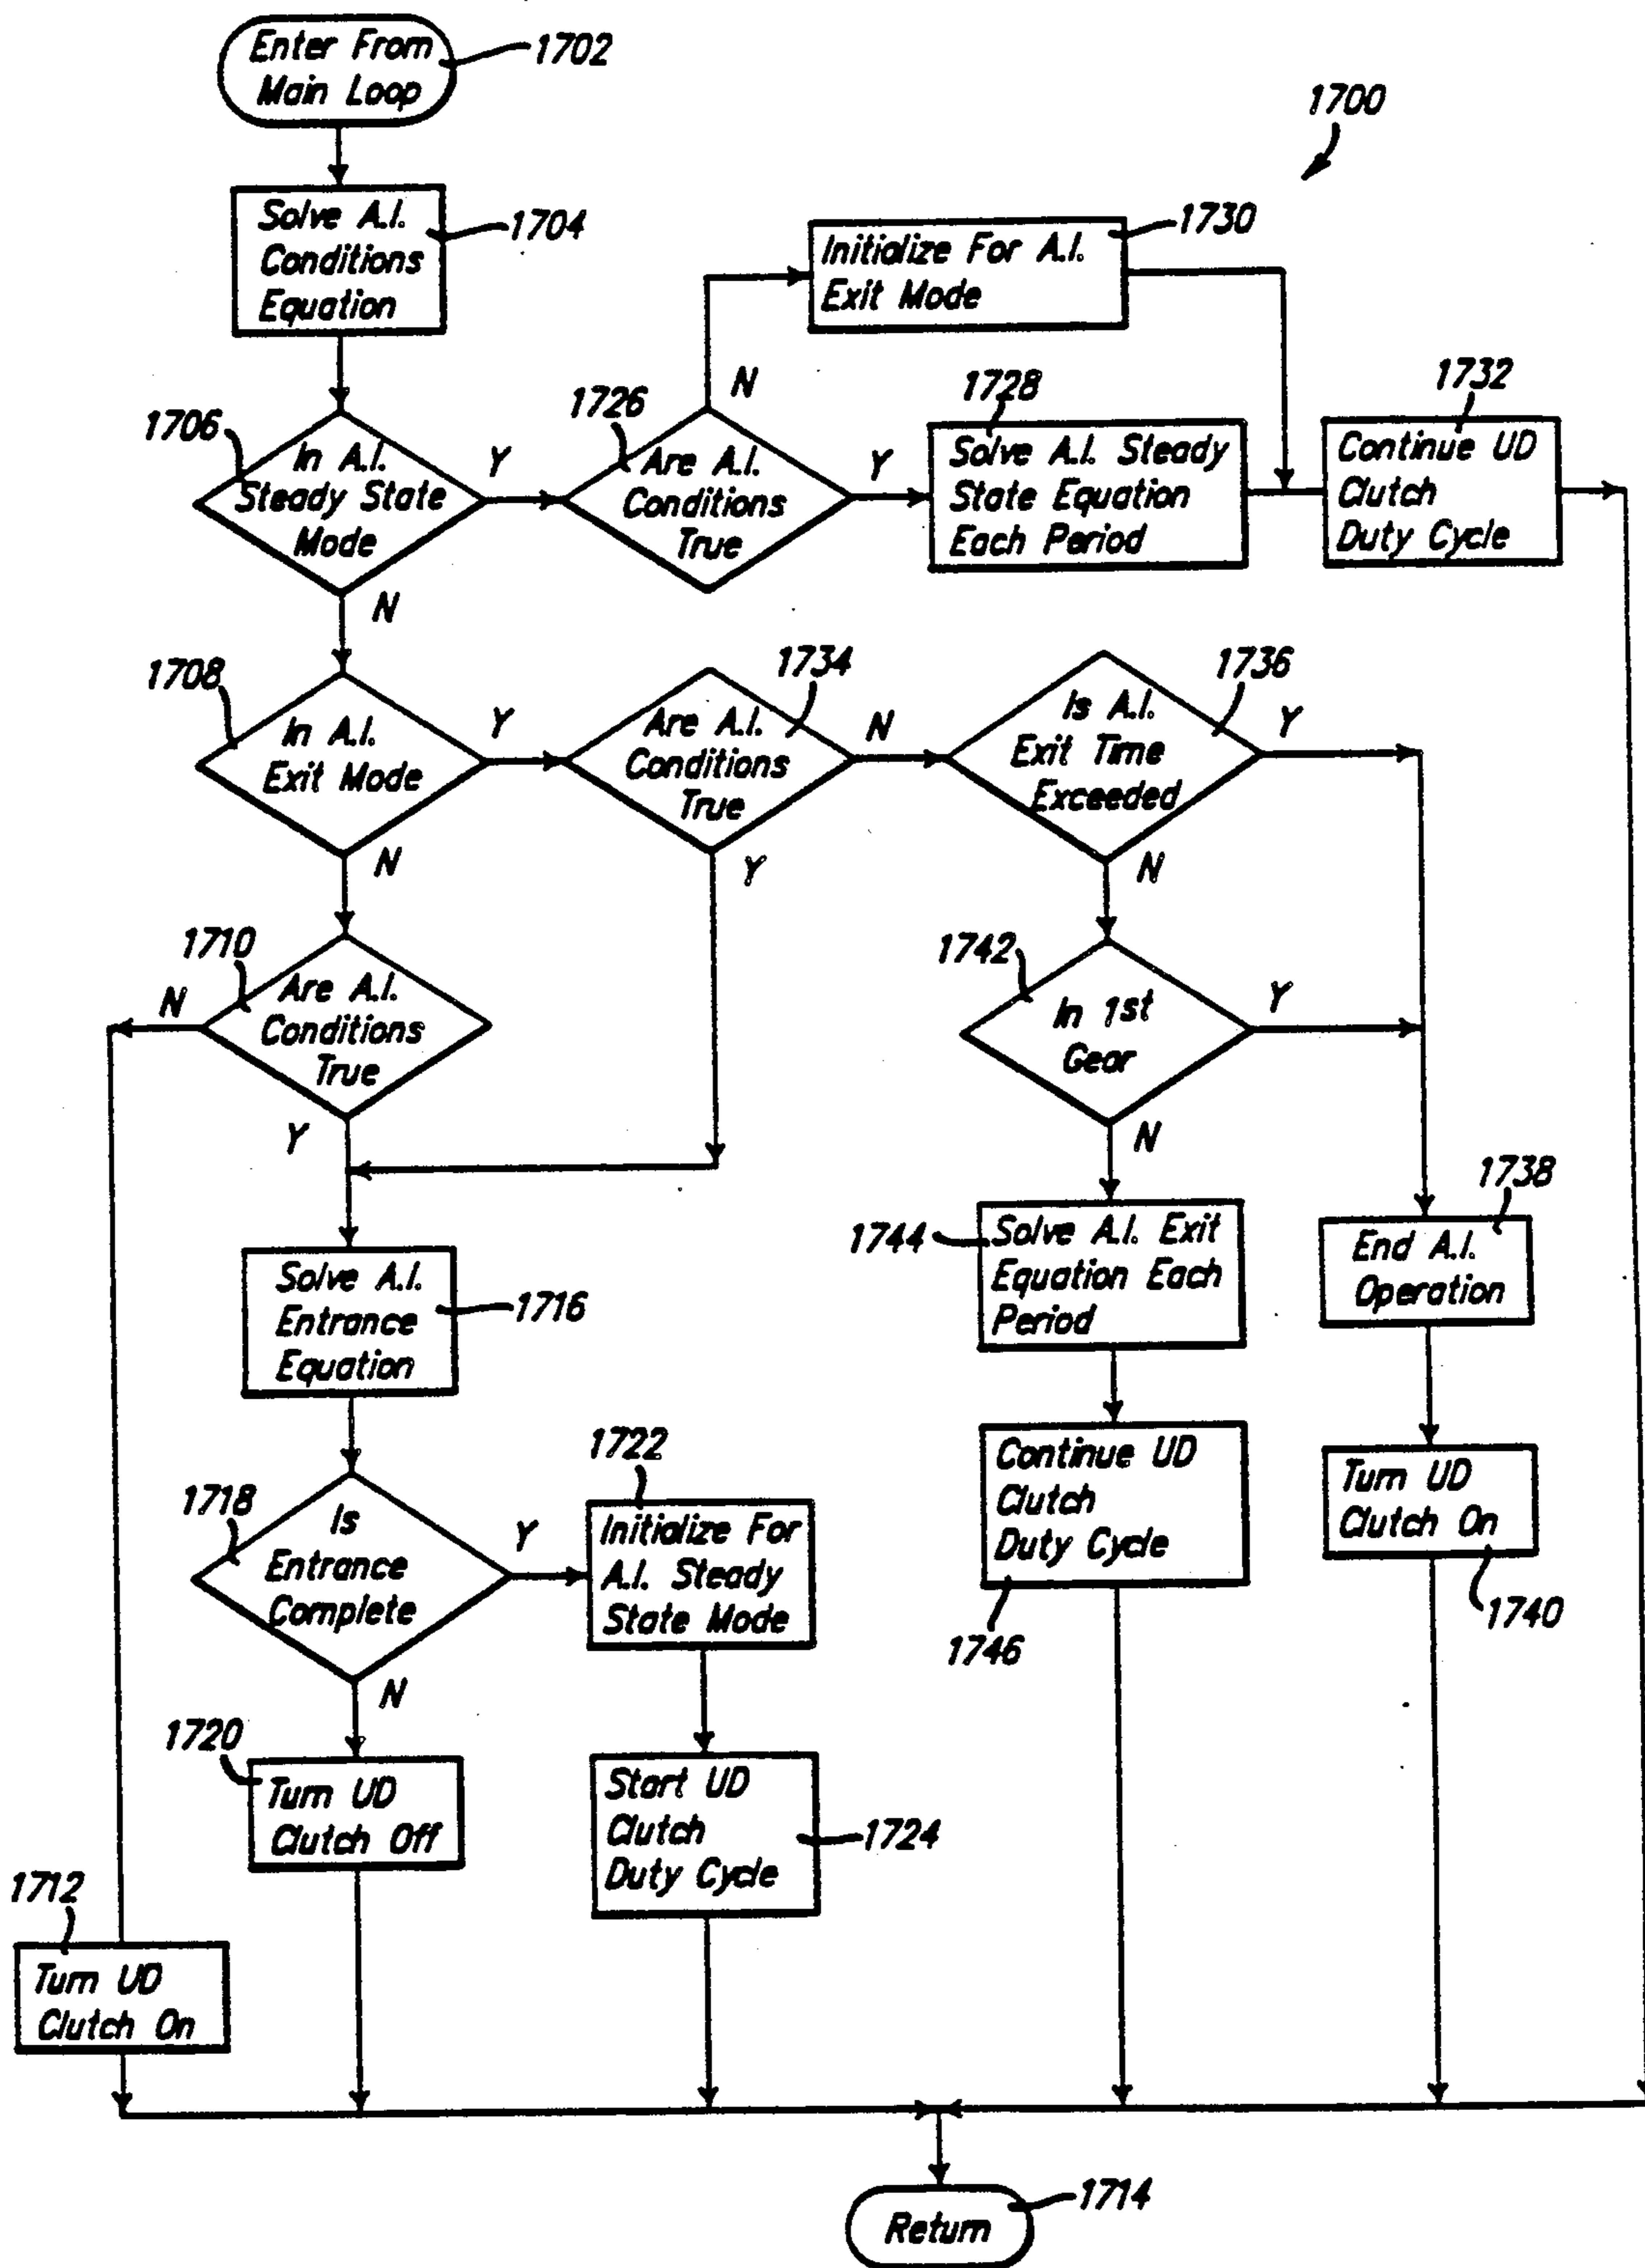 Enter From
Main Loop
1702
1700
Solve A.I.
Conditions
Equation
1704
Initialize For A.I.
Exit Mode
1730
1706
In A.I.
Steady State
Mode
Y
N
1726
Are A.I.
Conditions
True
N
Y
1728
Solve A.I. Steady
State Equation
Each Period
1732
Continue UD
Clutch
Duty Cycle
1708
In A.I.
Exit Mode
Y
N
1734
Are A.I.
Conditions
True
N
Y
1736
Is A.I.
Exit Time
Exceeded
Y
N
1710
Are A.I.
Conditions
True
N
Y
1742
In 1st
Gear
Y
N
1716
Solve A.I.
Entrance
Equation
1744
Solve A.I. Exit
Equation Each
Period
1738
End A.I.
Operation
1718
Is
Entrance
Complete
Y
N
1722
Initialize For
A.I. Steady
State Mode
Continue UD
Clutch
Duty Cycle
1746
Turn UD
Clutch On
1740
1720
Turn UD
Clutch Off
Start UD
Clutch
Duty Cycle
1724
1712
Turn UD
Clutch On
Return
1714